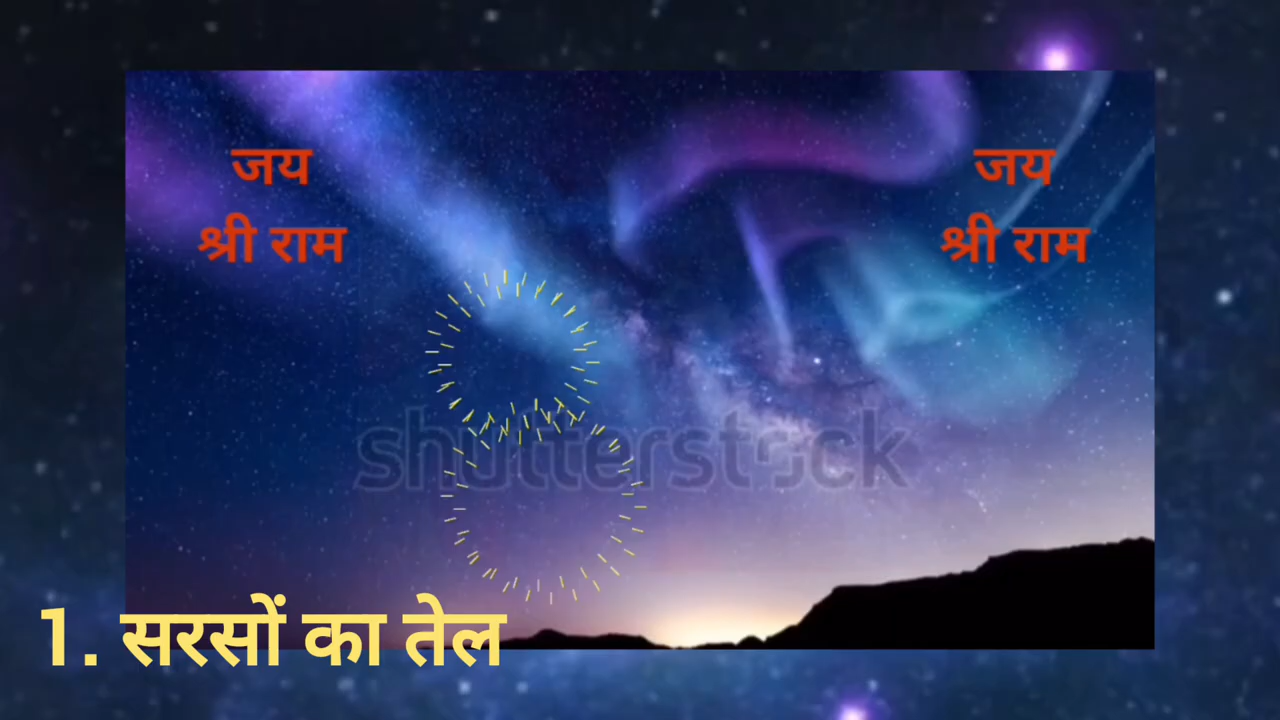 जय
श्री राम
जय
श्री राम
shutterstock
1. सरसों का तेल